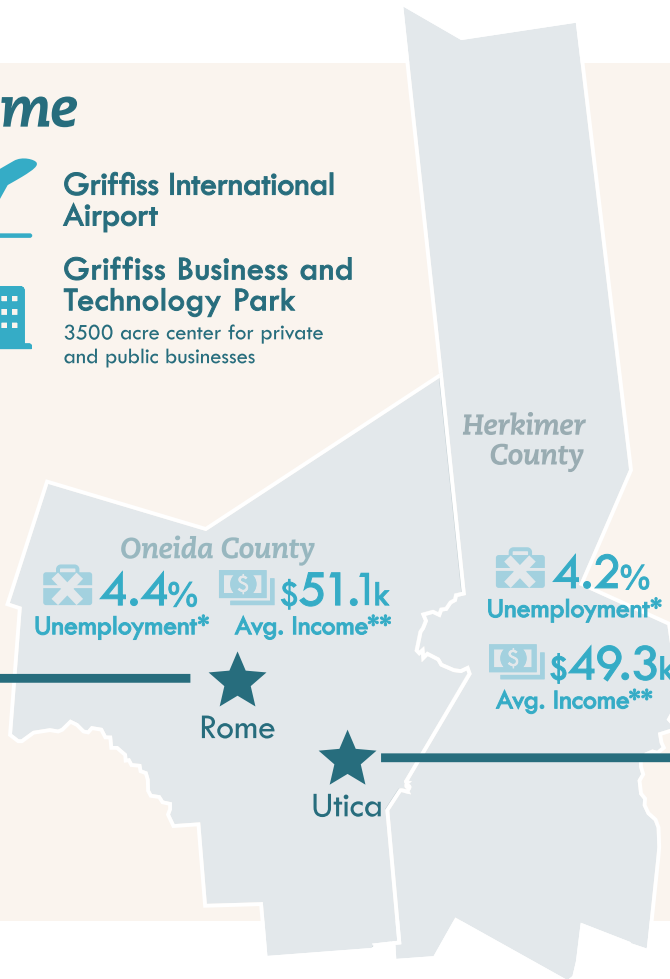 me
Griffiss International
Airport
Griffiss Business and
Technology Park
3500 acre center for private
and public businesses
Herkimer
County
Oneida County
4.4%
Unemployment*
$51.1k
Avg. Income**
4.2%
Unemployment*
$49.3k
Avg. Income**
Rome
Utica